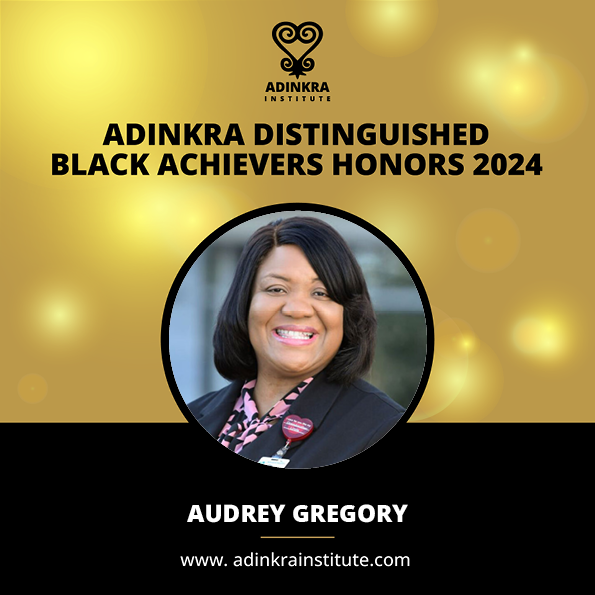 ADINKRA
INSTITUTE
ADINKRA DISTINGUISHED
BLACK ACHIEVERS HONORS 2024
AUDREY GREGORY
www. adinkrainstitute.com